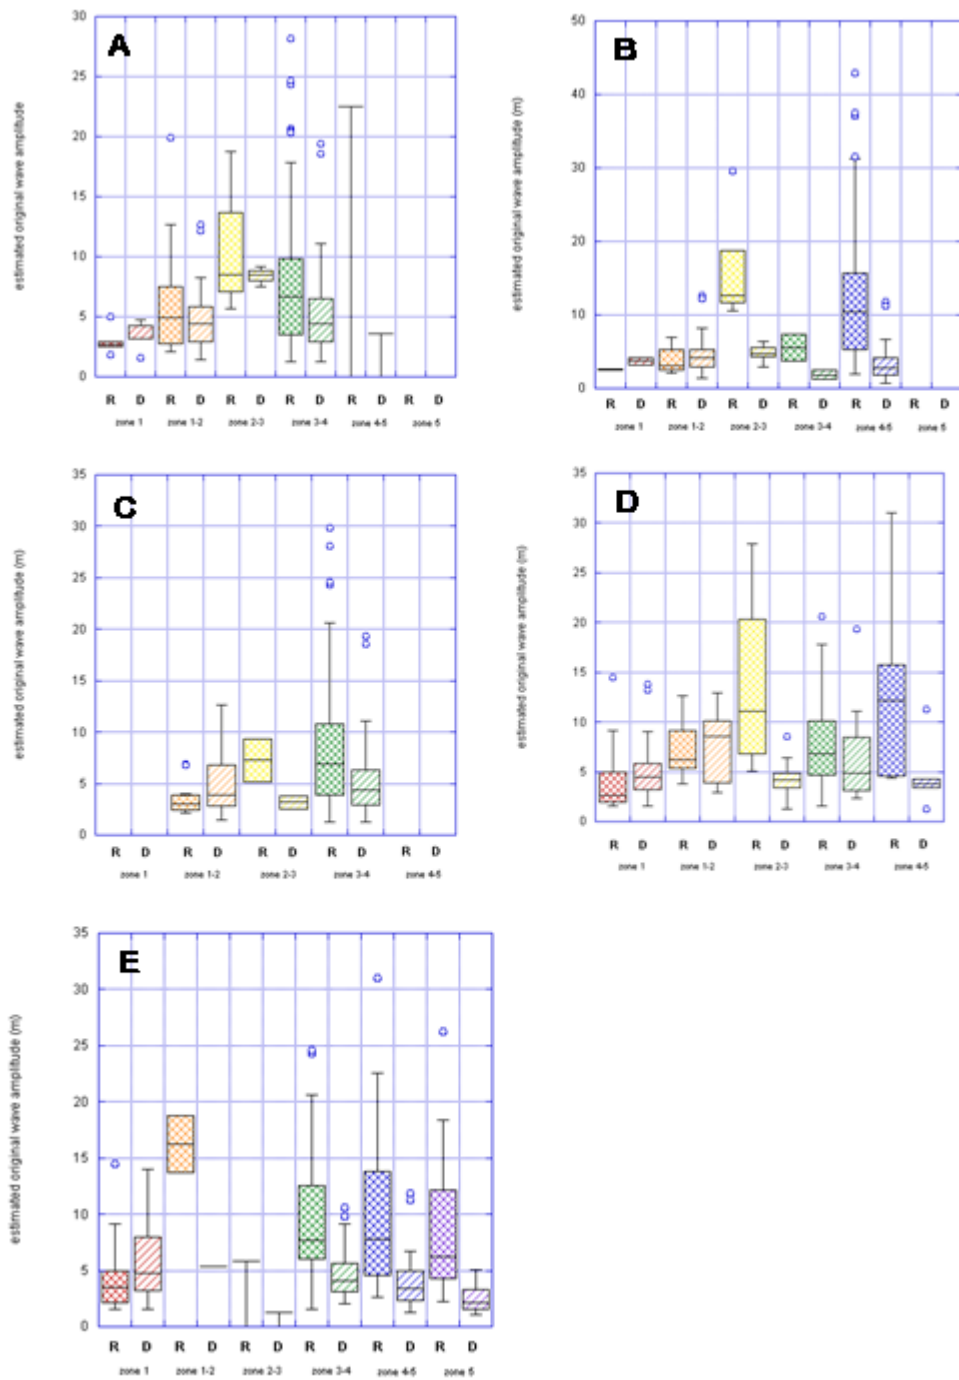 A
estimated original wave amplitude
30
25
20
15
10
5
0
R D R D R D R D R D R D
zone 1 zone 1-2 zone 2-3 zone 3-4 zone 4-5 zone 5
B
estimated original wave amplitude (m)
50
40
30
20
10
0
R D R D R D R D R D R D
zone 1 zone 1-2 zone 2-3 zone 3-4 zone 4-5 zone 5
C
estimated original wave amplitude (m)
35
30
25
20
15
10
5
0
R D R D R D R D R D
zone 1 zone 1-2 zone 2-3 zone 3-4 zone 4-5
D
estimated original wave amplitude (m)
35
30
25
20
15
10
5
0
R D R D R D R D R D
zone 1 zone 1-2 zone 2-3 zone 3-4 zone 4-5
E
estimated original wave amplitude (m)
35
30
25
20
15
10
5
0
R D R D R D R D R D R D
zone 1 zone 1-2 zone 2-3 zone 3-4 zone 4-5 zone 5